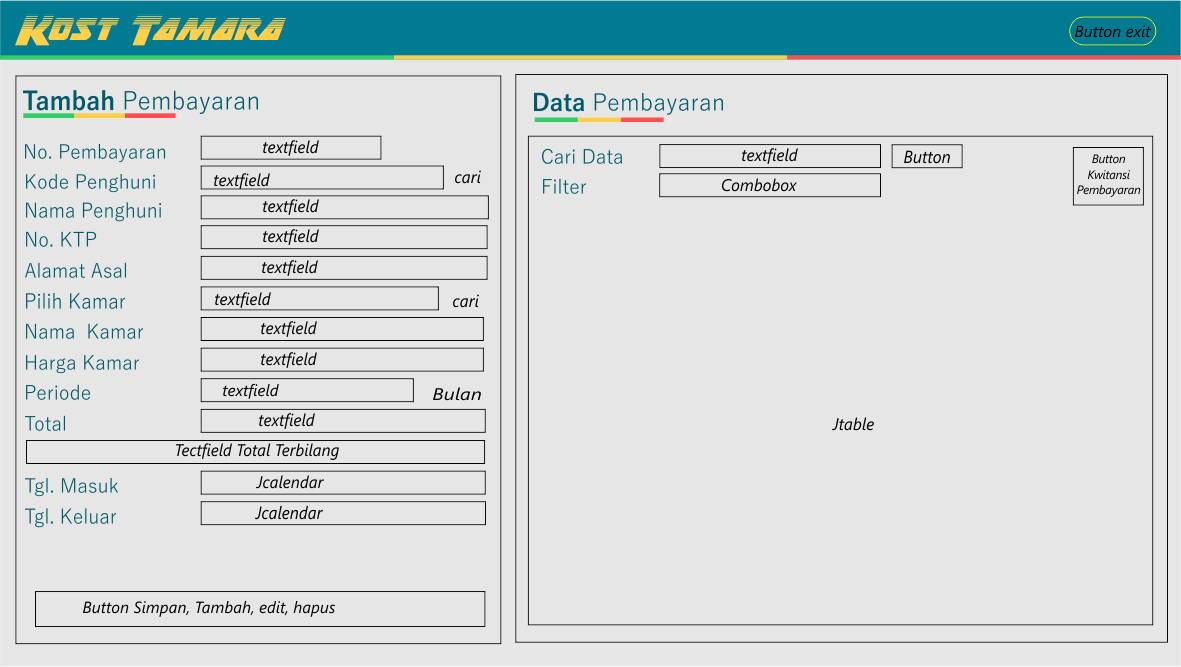 Kost Tamara
Button exit
Tambah Pembayaran
No. Pembayaran textfield
Kode Penghuni textfield cari
Nama Penghuni textfield
No. KTP textfield
Alamat Asal textfield
Pilih Kamar textfield cari
Nama Kamar textfield
Harga Kamar textfield
Periode textfield Bulan
Total textfield
Tectfield Total Terbilang
Tgl. Masuk Jcalendar
Tgl. Keluar Jcalendar
Button Simpan, Tambah, edit, hapus
Data Pembayaran
Cari Data textfield Button
Filter Combobox
Button
Kwitansi
Pembayaran
Jtable